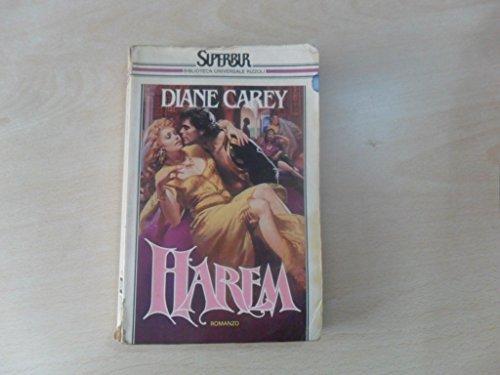 SUPERBUR
BIBLIOTECA UNIVERSALE RIZZOLI
DIANE CAREY
HAREM
ROMANZO